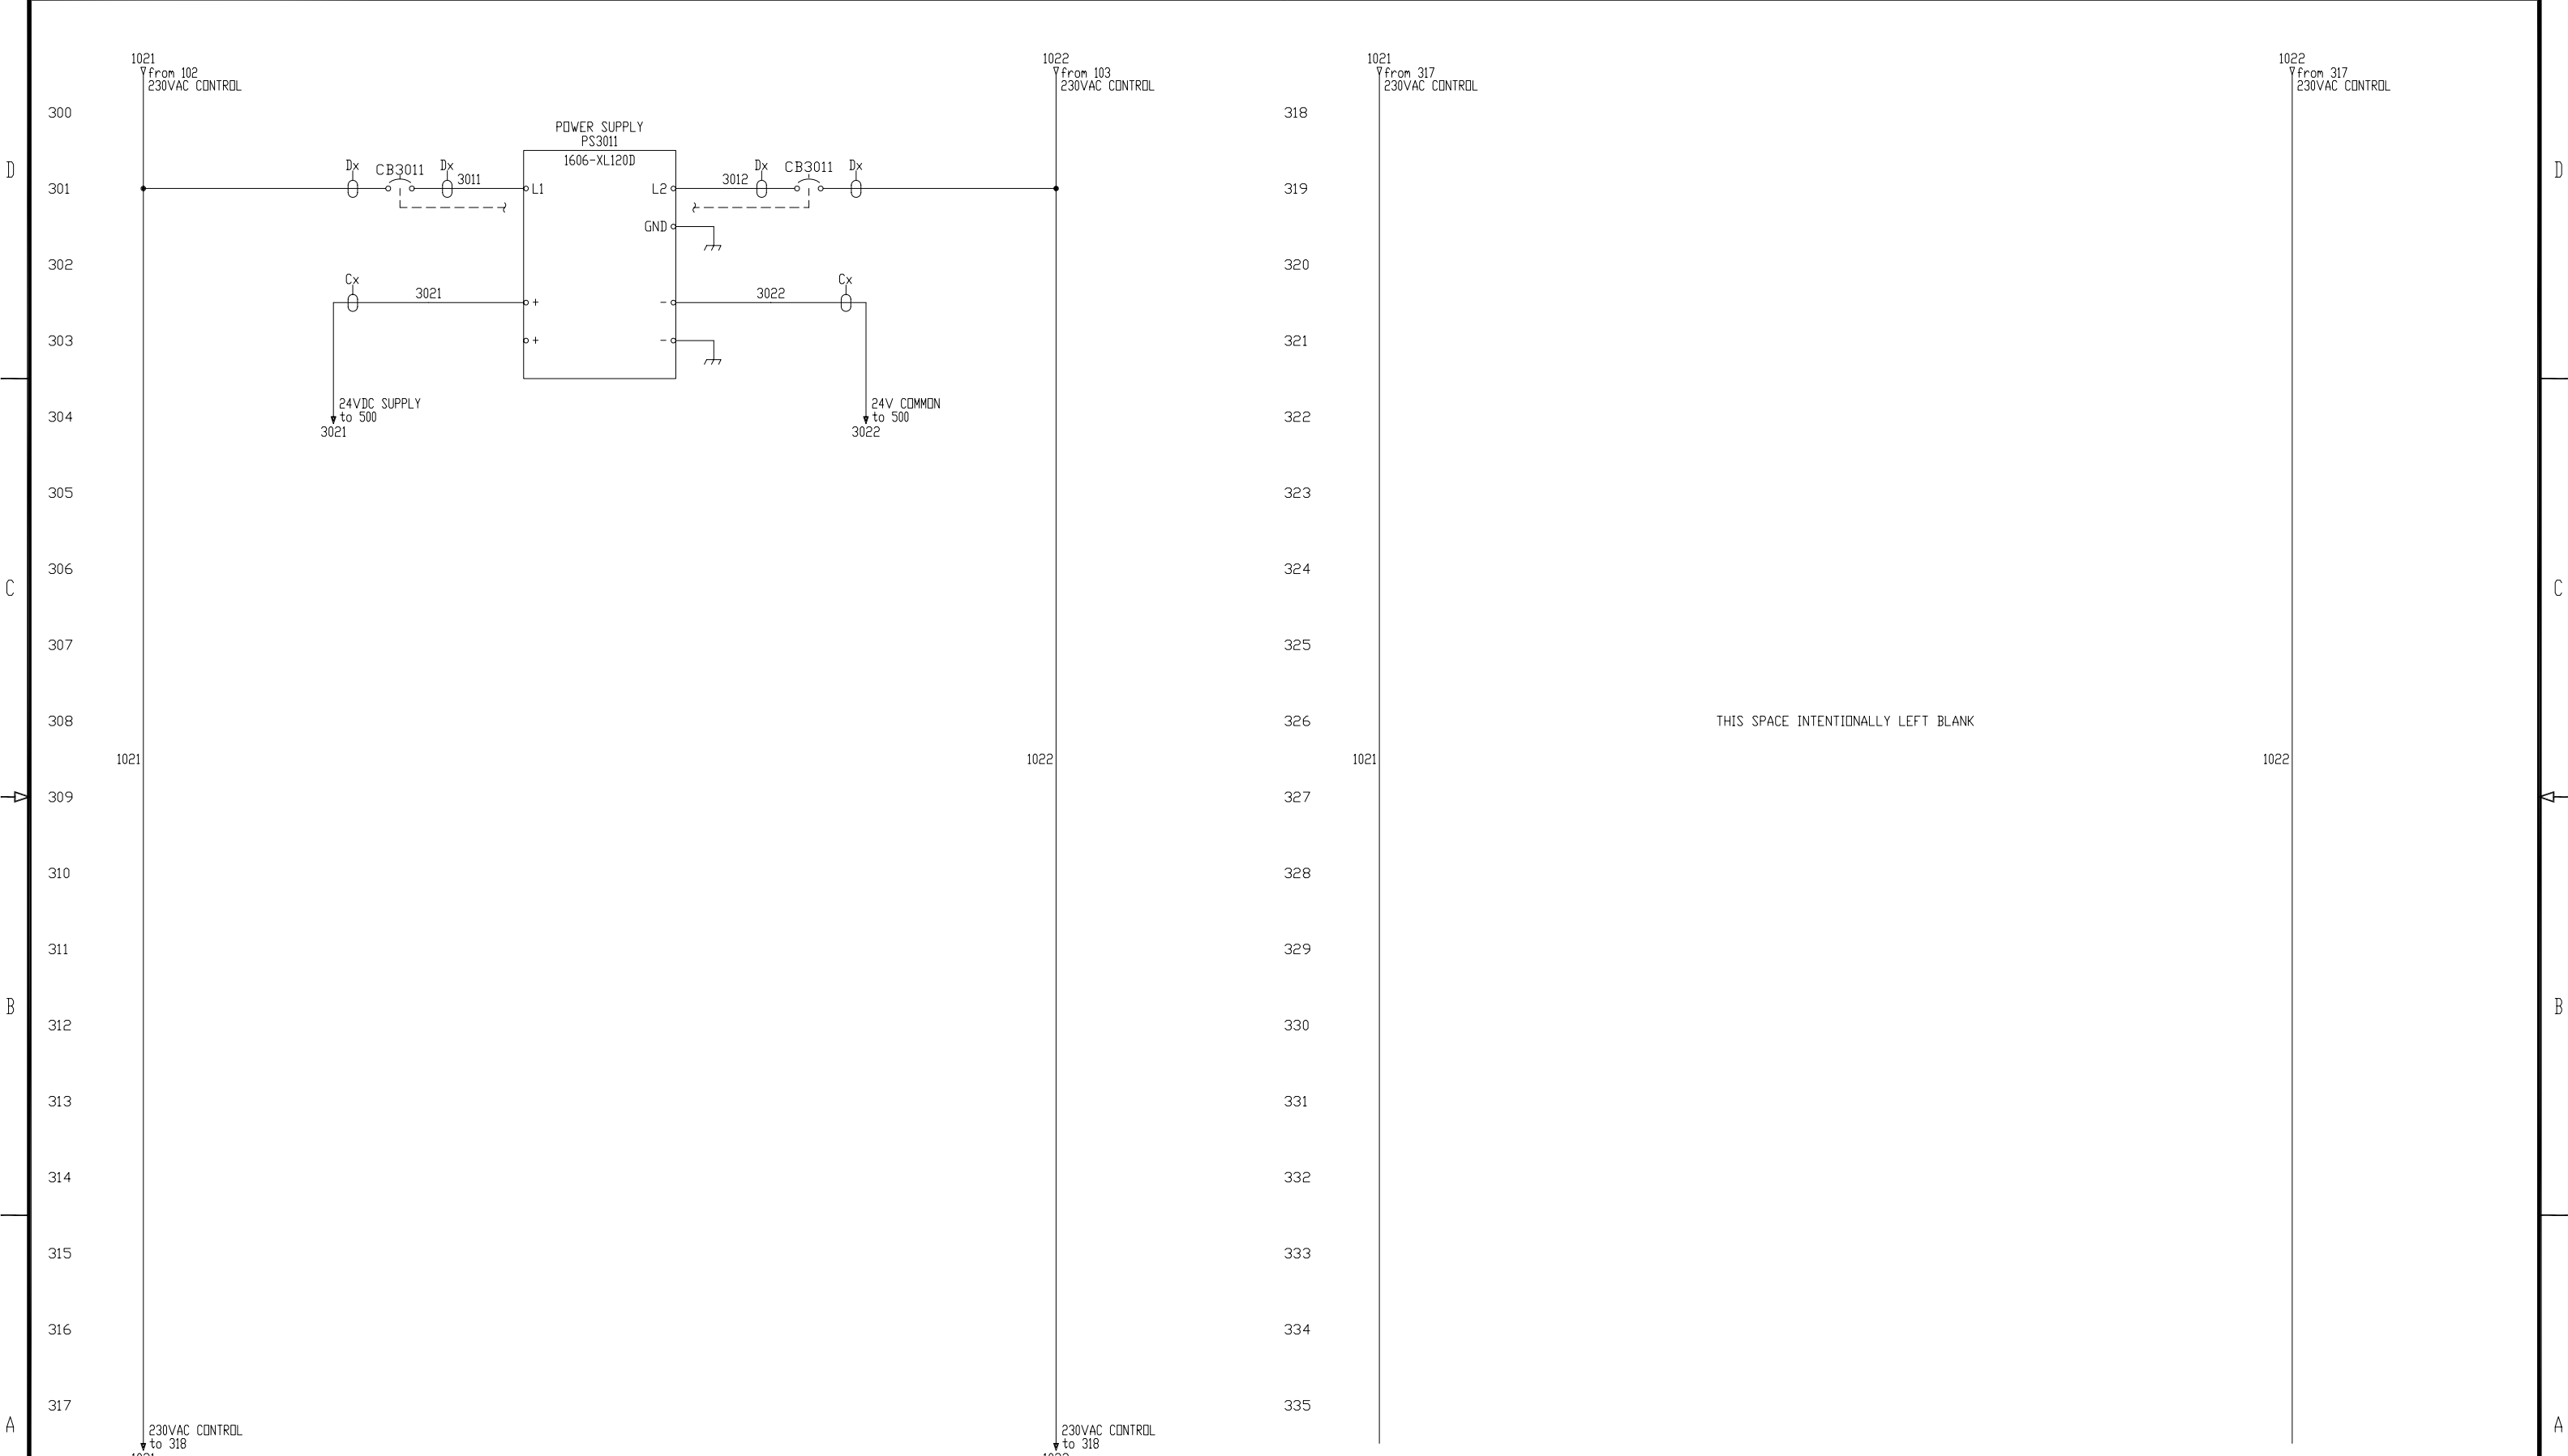 1021
from 102
230VAC CONTROL
1022
from 103
230VAC CONTROL
1021
from 317
230VAC CONTROL
1022
from 317
230VAC CONTROL
300
318
POWER SUPPLY
PS3011
1606-XL120D
D
Dx
CB3011
Dx
3011
L1
L2
3012
Dx
CB3011
Dx
D
301
319
GND
302
320
Cx
3021
+
-
3022
Cx
303
+
-
321
24VDC SUPPLY
to 500
3021
24V COMMON
to 500
3022
304
322
305
323
306
324
C
C
307
325
308
326
THIS SPACE INTENTIONALLY LEFT BLANK
1021
1022
1021
1022
309
327
310
328
311
329
B
B
312
330
313
331
314
332
315
333
316
334
317
335
A
A
230VAC CONTROL
to 318
1021
230VAC CONTROL
to 318
1022